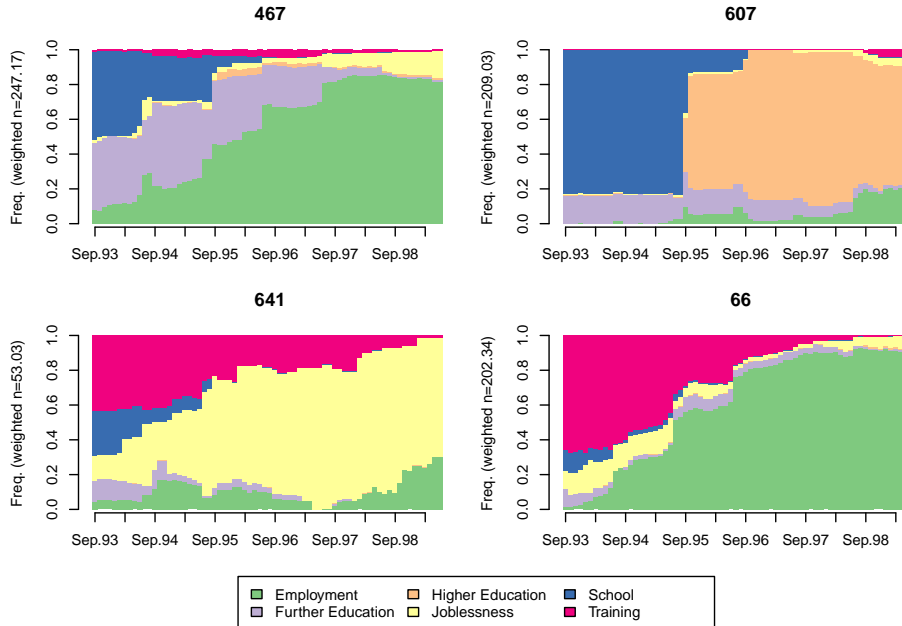 467
Freq. (weighted n=247.17)
0.0 0.2 0.4 0.6 0.8 1.0
Sep.93 Sep.94 Sep.95 Sep.96 Sep.97 Sep.98
607
Freq. (weighted n=209.03)
0.0 0.2 0.4 0.6 0.8 1.0
Sep.93 Sep.94 Sep.95 Sep.96 Sep.97 Sep.98
641
Freq. (weighted n=53.03)
0.0 0.2 0.4 0.6 0.8 1.0
Sep.93 Sep.94 Sep.95 Sep.96 Sep.97 Sep.98
66
Freq. (weighted n=202.34)
0.0 0.2 0.4 0.6 0.8 1.0
Sep.93 Sep.94 Sep.95 Sep.96 Sep.97 Sep.98
Employment Higher Education School
Further Education Joblessness Training